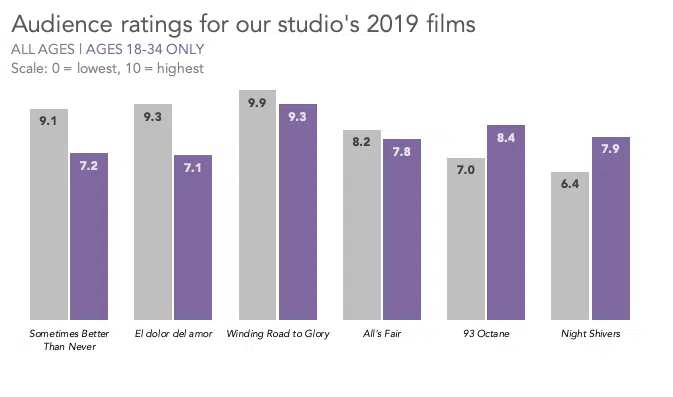 Audience ratings for our studio's 2019 films
ALL AGES | AGES 18-34 ONLY
Scale: 0 = lowest, 10 = highest
9.1
7.2
9.3
7.1
9.9
9.3
8.2
7.8
7.0
8.4
6.4
7.9
Sometimes Better
Than Never
El dolor del amor
Winding Road to Glory
All's Fair
93 Octane
Night Shivers